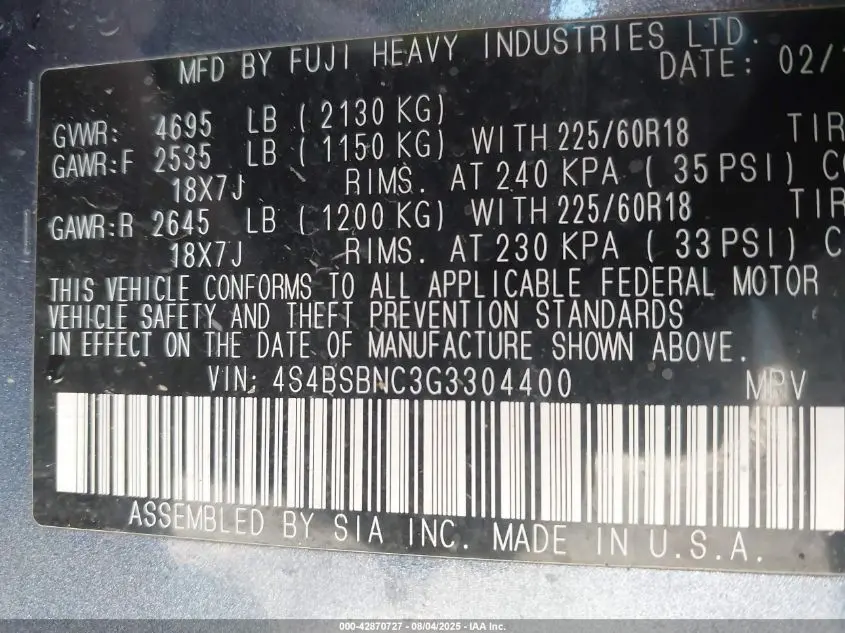 MFD BY FUJI HEAVY INDUSTRIES LTD.
DATE: 02/1
GVWR: 4695 LB ( 2130 KG)
GAWR:F 2535 LB ( 1150 KG) WITH 225/60R18 TIR
18X7J RIMS. AT 240 KPA ( 35 PSI) CO
GAWR:R 2645 LB ( 1200 KG) WITH 225/60R18 TIR
18X7J RIMS. AT 230 KPA ( 33 PSI) C
THIS VEHICLE CONFORMS TO ALL APPLICABLE FEDERAL MOTOR
VEHICLE SAFETY AND THEFT PREVENTION STANDARDS
IN EFFECT ON THE DATE OF MANUFACTURE SHOWN ABOVE.
VIN: 4S4BSBNC3G3304400 MPV
ASSEMBLED BY SIA INC. MADE IN U.S.A.
000-42870727 - 08/04/2025 - IAA Inc.